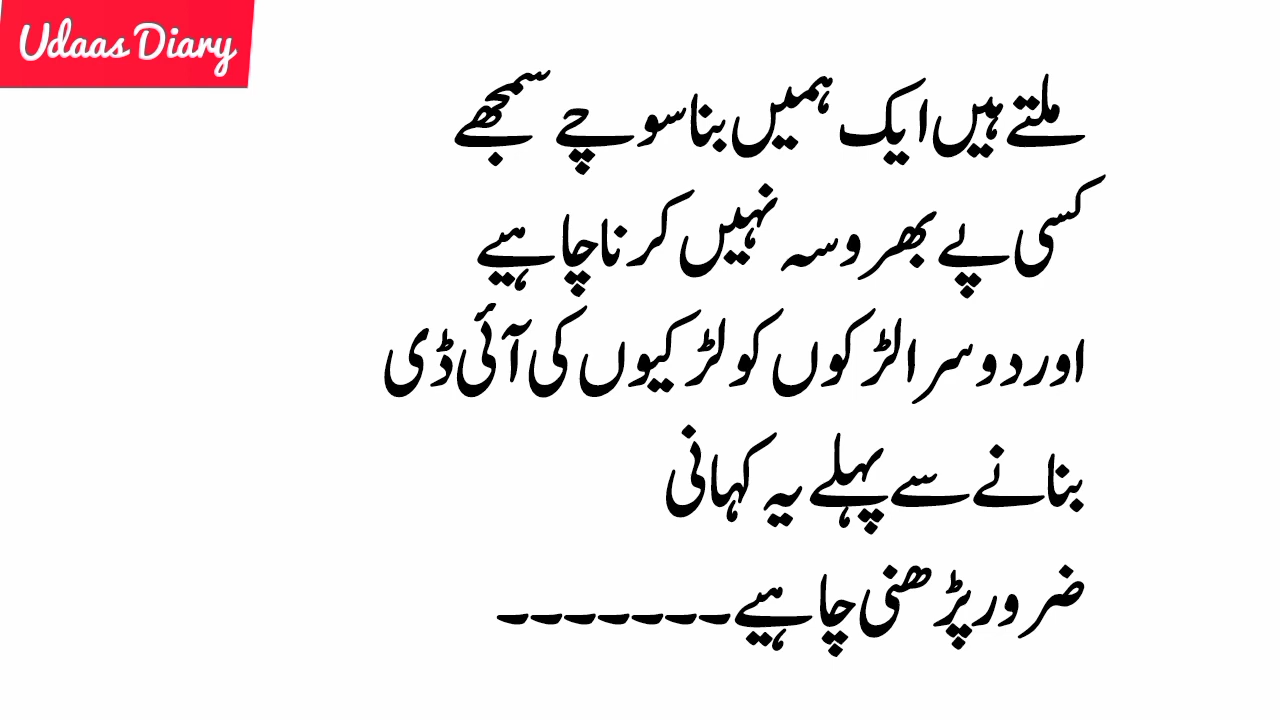 Udaas Diary
ملتے ہیں ایک ہمیں بنا سوچے سمجھے
کسی پے بھروسہ نہیں کرنا چاہیے
اور دوسرا لڑکوں کو لڑکیوں کی آئی ڈی
بنانے سے پہلے یہ کہانی
ضرور پڑھنی چاہیے۔۔۔۔۔۔۔